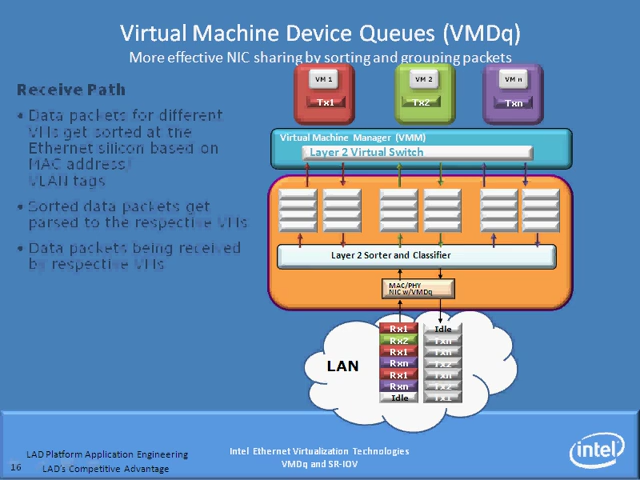 Virtual Machine Device Queues (VMDq)
More effective NIC sharing by sorting and grouping packets
Receive Path
• Data packets for different
VMs get sorted at the
Ethernet silicon based on
MAC address/
VLAN tags
• Sorted data packets get
parsed to the respective VMs
• Data packets being received
by respective VMs
VM 1
VM 2
VM n
Tx1
Tx2
Txn
Virtual Machine Manager (VMM)
Layer 2 Virtual Switch
Layer 2 Sorter and Classifier
MAC/PHY
NIC w/VMDq
LAN
Rx1
Rx2
Rx1
Rxn
Rx1
Rxn
Idle
Idle
Txn
Txn
Tx2
Txn
Tx2
Tx1
LAD Platform Application Engineering
LAD's Competitive Advantage
16
Intel Ethernet Virtualization Technologies
VMDq and SR-IOV
intel